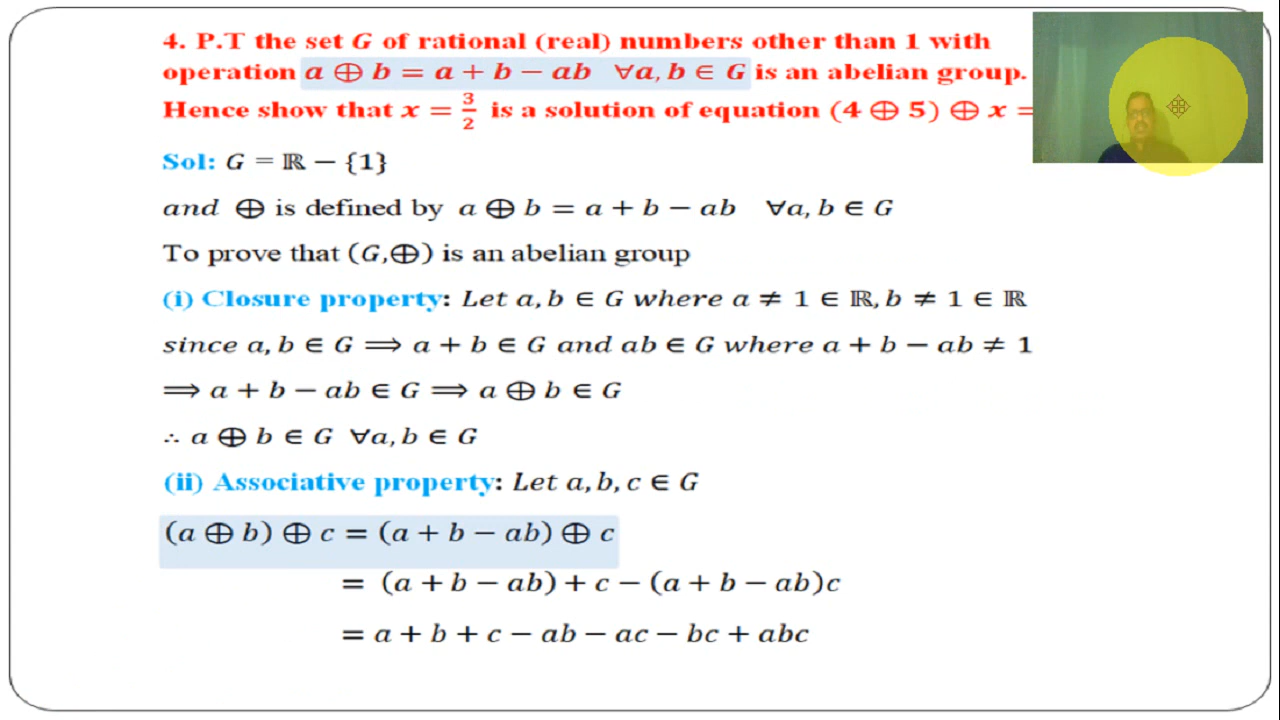 4. P.T the set G of rational (real) numbers other than 1 with
operation a ⊕ b = a + b − ab ∀a, b ∈ G is an abelian group.
Hence show that x = 3/2 is a solution of equation (4 ⊕ 5) ⊕ x =
Sol: G = ℝ − {1}
and ⊕ is defined by a ⊕ b = a + b − ab ∀a, b ∈ G
To prove that (G,⊕) is an abelian group
(i) Closure property: Let a, b ∈ G where a ≠ 1 ∈ ℝ, b ≠ 1 ∈ ℝ
since a, b ∈ G ⟹ a + b ∈ G and ab ∈ G where a + b − ab ≠ 1
⟹ a + b − ab ∈ G ⟹ a ⊕ b ∈ G
∴ a ⊕ b ∈ G ∀a, b ∈ G
(ii) Associative property: Let a, b, c ∈ G
(a ⊕ b) ⊕ c = (a + b − ab) ⊕ c
= (a + b − ab) + c − (a + b − ab)c
= a + b + c − ab − ac − bc + abc